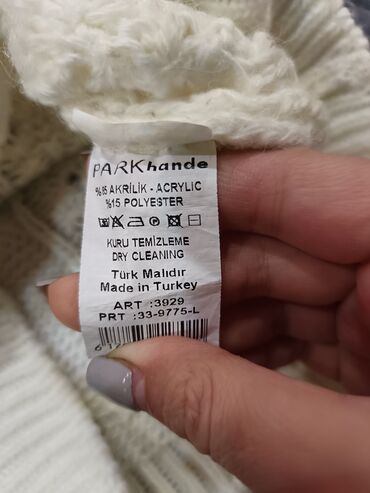 PARKhande
%85 AKRİLİK - ACRYLIC
%15 POLYESTER
KURU TEMİZLEME
DRY CLEANING
Türk Malıdır
Made in Turkey
ART :3929
PRT :33-9775-L